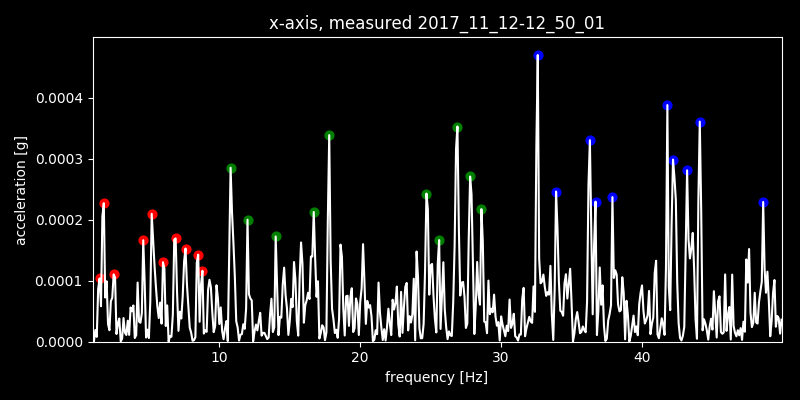 x-axis, measured 2017_11_12-12_50_01
acceleration [g]
0.0004
0.0003
0.0002
0.0001
0.0000
10 20 30 40
frequency [Hz]